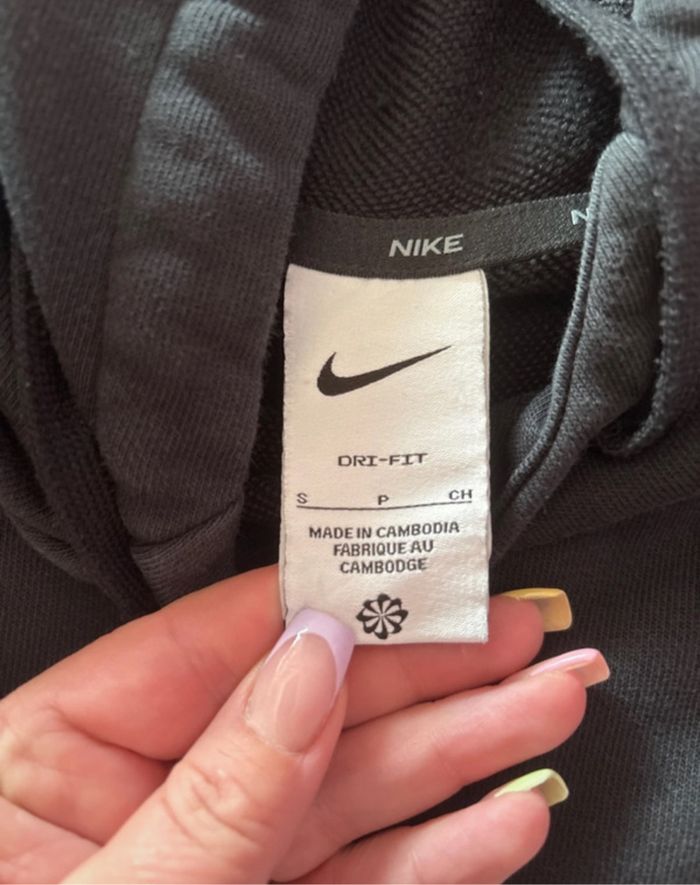 NIKE
DRI-FIT
S P CH
MADE IN CAMBODIA
FABRIQUE AU
CAMBODGE